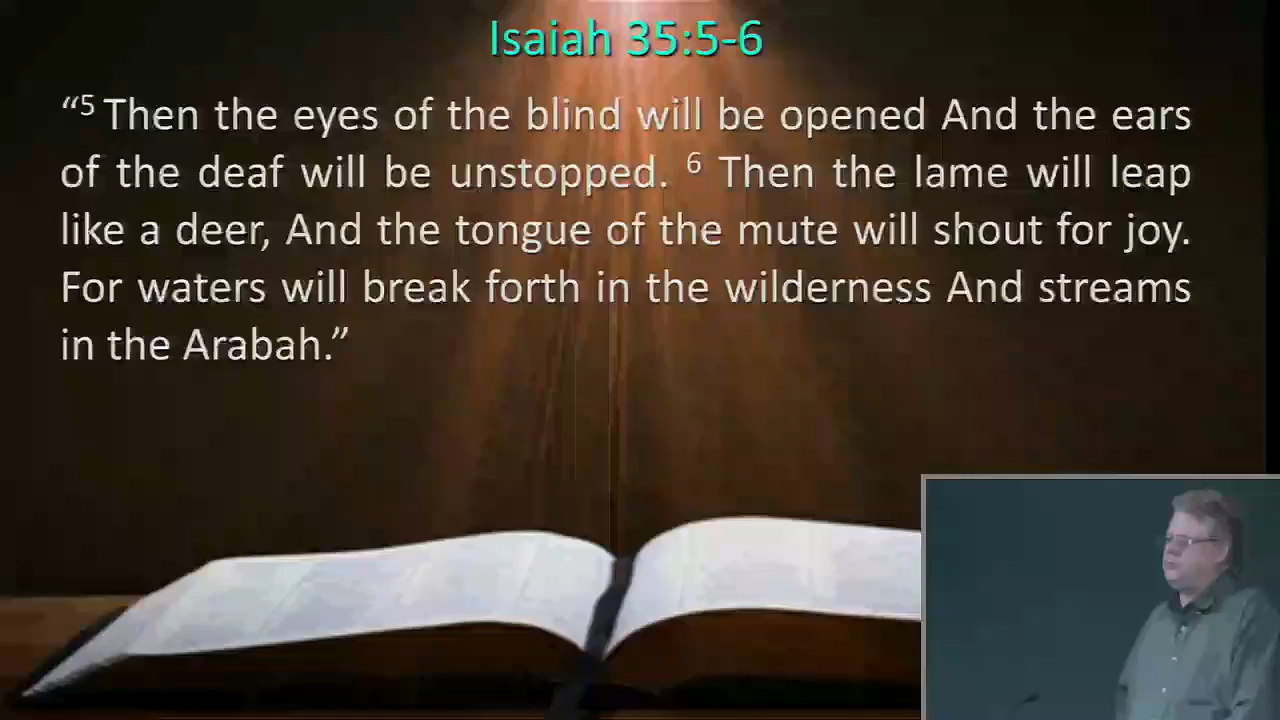 Isaiah 35:5-6
“5 Then the eyes of the blind will be opened And the ears
of the deaf will be unstopped. 6 Then the lame will leap
like a deer, And the tongue of the mute will shout for joy.
For waters will break forth in the wilderness And streams
in the Arabah.”